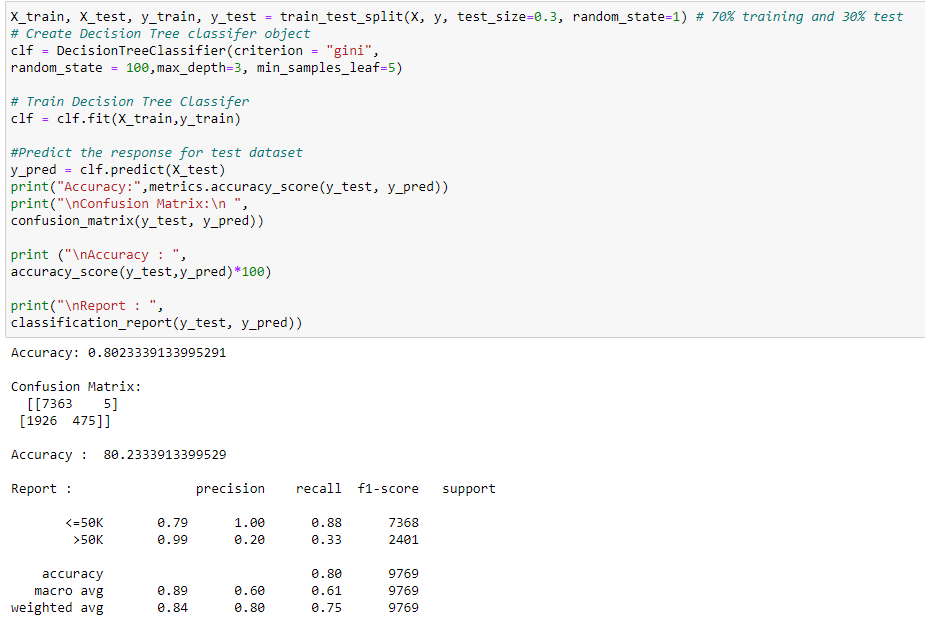 X_train, X_test, y_train, y_test = train_test_split(X, y, test_size=0.3, random_state=1) # 70% training and 30% test
# Create Decision Tree classifer object
clf = DecisionTreeClassifier(criterion = "gini",
random_state = 100,max_depth=3, min_samples_leaf=5)

# Train Decision Tree Classifer
clf = clf.fit(X_train,y_train)

#Predict the response for test dataset
y_pred = clf.predict(X_test)
print("Accuracy:",metrics.accuracy_score(y_test, y_pred))
print("\nConfusion Matrix:\n ",
confusion_matrix(y_test, y_pred))

print ("\nAccuracy : ",
accuracy_score(y_test,y_pred)*100)

print("\nReport : ",
classification_report(y_test, y_pred))

Accuracy: 0.8023339133995291

Confusion Matrix:
  [[7363    5]
 [1926  475]]

Accuracy :  80.2333913399529

Report :                precision    recall  f1-score   support

       <=50K       0.79      1.00      0.88      7368
        >50K       0.99      0.20      0.33      2401

    accuracy                           0.80      9769
   macro avg       0.89      0.60      0.61      9769
weighted avg       0.84      0.80      0.75      9769